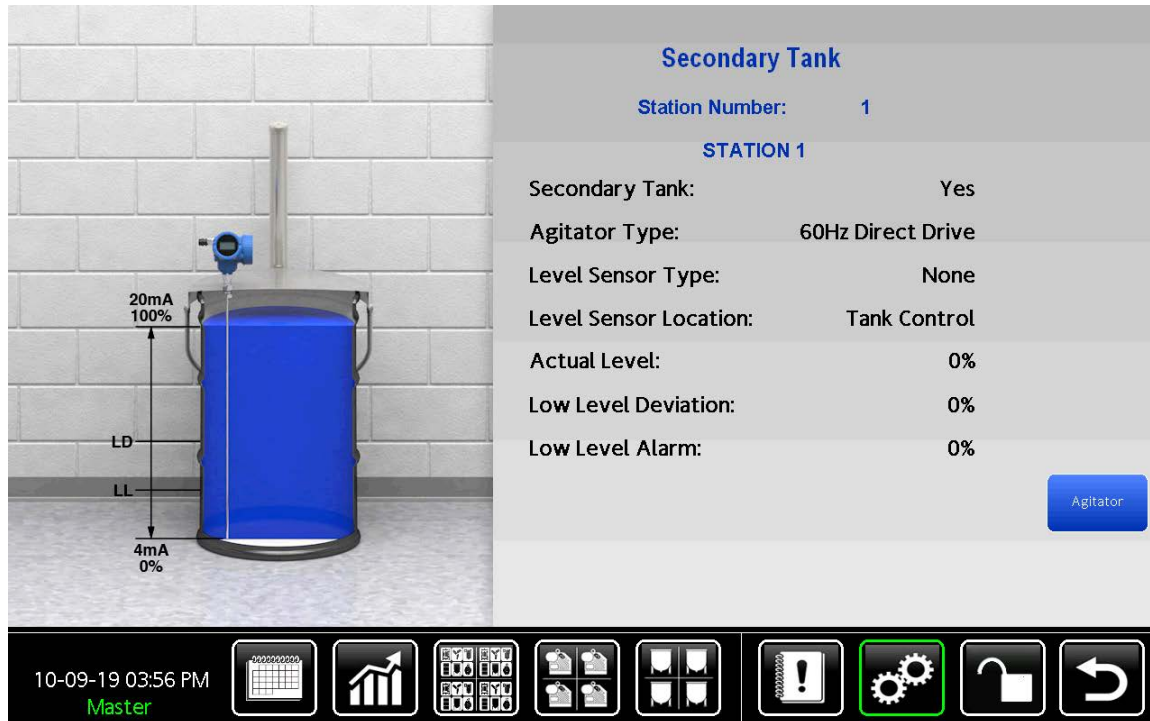 Secondary Tank
Station Number: 1
STATION 1
Secondary Tank: Yes
Agitator Type: 60Hz Direct Drive
Level Sensor Type: None
Level Sensor Location: Tank Control
Actual Level: 0%
Low Level Deviation: 0%
Low Level Alarm: 0%
Agitator
20mA
100%
LD
LL
4mA
0%
10-09-19 03:56 PM
Master